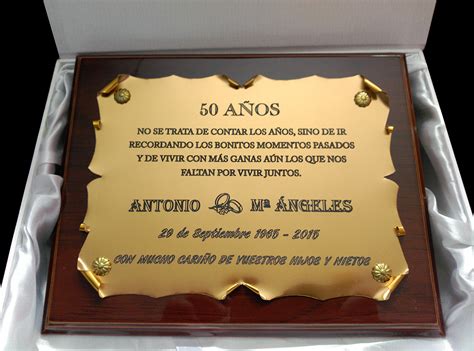 50 AÑOS
NO SE TRATA DE CONTAR LOS AÑOS, SINO DE IR
RECORDANDO LOS BONITOS MOMENTOS PASADOS
Y DE VIVIR CON MÁS GANAS AÚN LOS QUE NOS
FALTAN POR VIVIR JUNTOS.
ANTONIO Mª ÁNGELES
29 de Septiembre 1965 - 2015
CON MUCHO CARIÑO DE VUESTROS HIJOS Y NIETOS